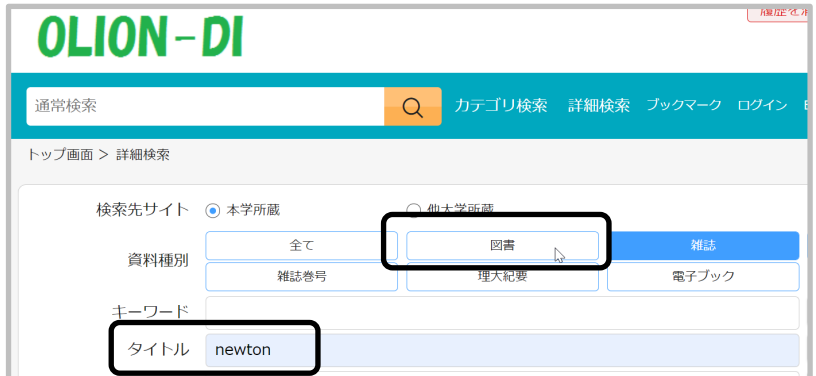 履歴を消
OLION-DI
通常検索 カテゴリ検索 詳細検索 ブックマーク ログイン
トップ画面 > 詳細検索
検索先サイト 本学所蔵 他大学所蔵
資料種別 全て 図書 雑誌
雑誌巻号 理大紀要 電子ブック
キーワード
タイトル newton